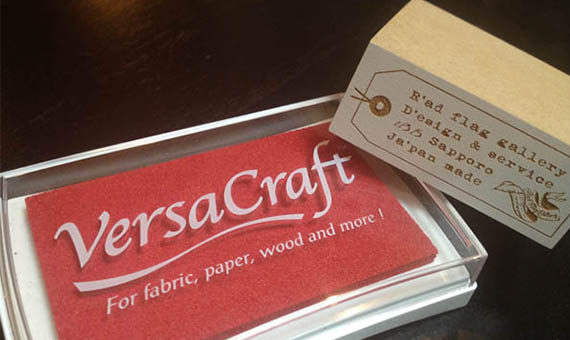 VersaCraft
For fabric, paper, wood and more !
R'ad flag gallery
D'esign & service
Sapporo
Ja'pan made